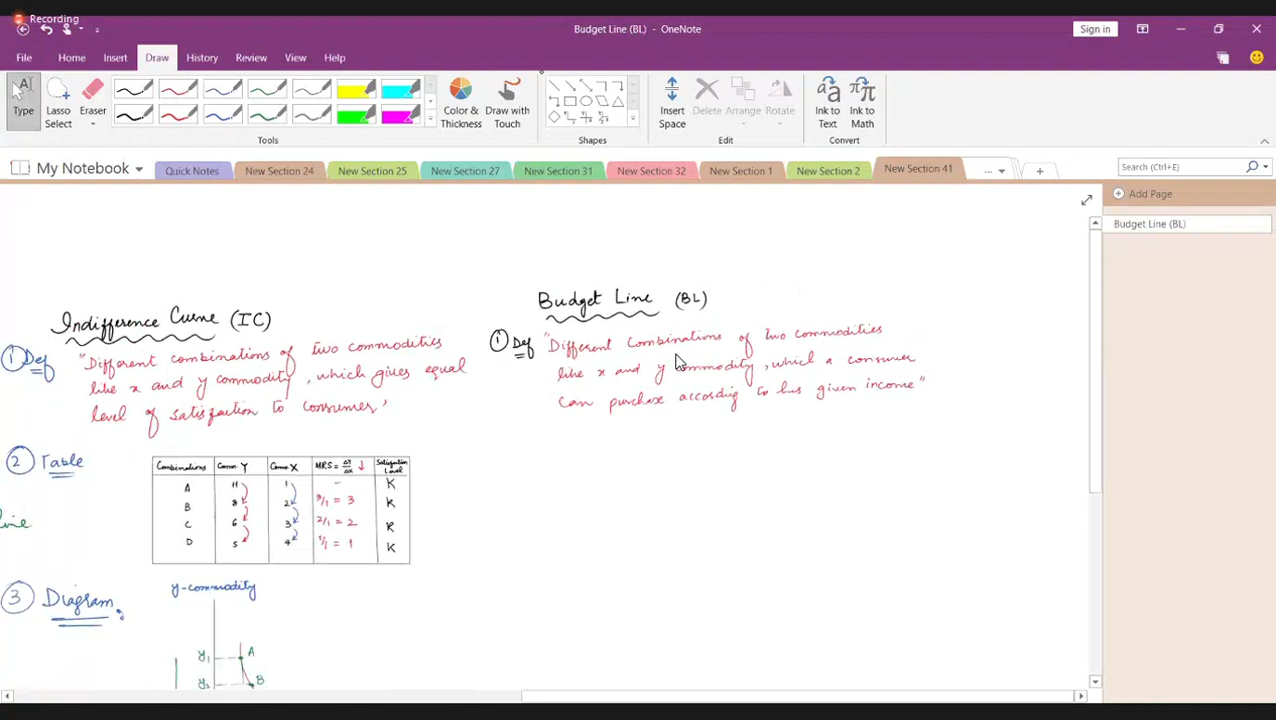 Recording
Budget Line (BL) - OneNote
Sign in
File Home Insert Draw History Review View Help
Type
Lasso Select
Eraser
Color & Thickness
Draw with Touch
Insert Space
Delete Arrange Rotate
Ink to Text
Ink to Math
Tools Shapes Edit Convert
My Notebook
Quick Notes New Section 24 New Section 25 New Section 27 New Section 31 New Section 32 New Section 1 New Section 2 New Section 41 ...
Search (Ctrl+E)
Add Page
Budget Line (BL)
Indifference Curve (IC)
① Def "Different combinations of two commodities
like x and y commodity, which gives equal
level of satisfaction to consumer"
② Table
Combinations Comm. Y Comm. X MRS = ΔY/ΔX ↓ Satisfaction Level
A 11 1 - K
B 8 2 3/1 = 3 K
C 6 3 2/1 = 2 K
D 5 4 1/1 = 1 K
line
③ Diagram
y-commodity
y1 A
y2 B
Budget Line (BL)
① Def "Different Combinations of two commodities
like x and y commodity, which a consumer
can purchase according to his given income"